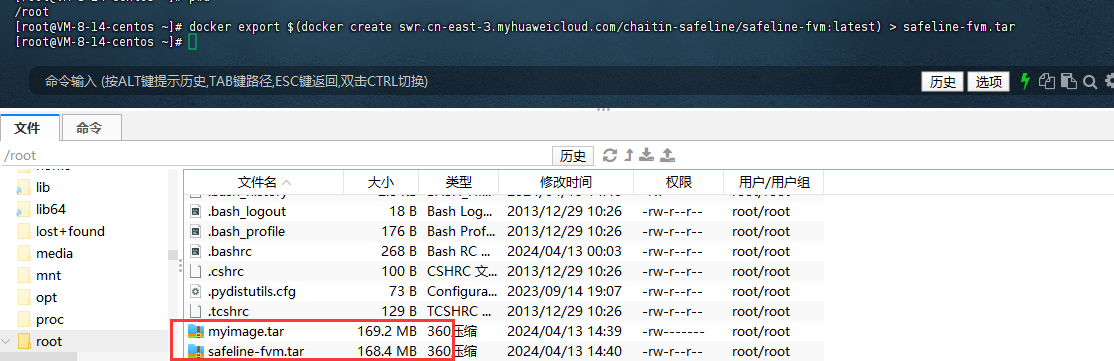 /root
[root@VM-8-14-centos ~]# docker export $(docker create swr.cn-east-3.myhuaweicloud.com/chaitin-safeline/safeline-fvm:latest) > safeline-fvm.tar
[root@VM-8-14-centos ~]#
命令输入 (按ALT键提示历史,TAB键路径,ESC键返回,双击CTRL切换) 历史 选项
文件 命令
/root 历史
文件名 大小 类型 修改时间 权限 用户/用户组
lib
.bash_logout 18 B Bash Log... 2013/12/29 10:26 -rw-r--r-- root/root
lib64
.bash_profile 176 B Bash Prof... 2013/12/29 10:26 -rw-r--r-- root/root
lost+found
.bashrc 268 B Bash RC ... 2024/04/13 00:03 -rw-r--r-- root/root
media
.cshrc 100 B CSHRC 文... 2013/12/29 10:26 -rw-r--r-- root/root
mnt
.pydistutils.cfg 73 B Configura... 2023/09/14 19:07 -rw-r--r-- root/root
opt
.tcshrc 129 B TCSHRC ... 2013/12/29 10:26 -rw-r--r-- root/root
proc
myimage.tar 169.2 MB 360压缩 2024/04/13 14:39 -rw------- root/root
root
safeline-fvm.tar 168.4 MB 360压缩 2024/04/13 14:40 -rw-r--r-- root/root